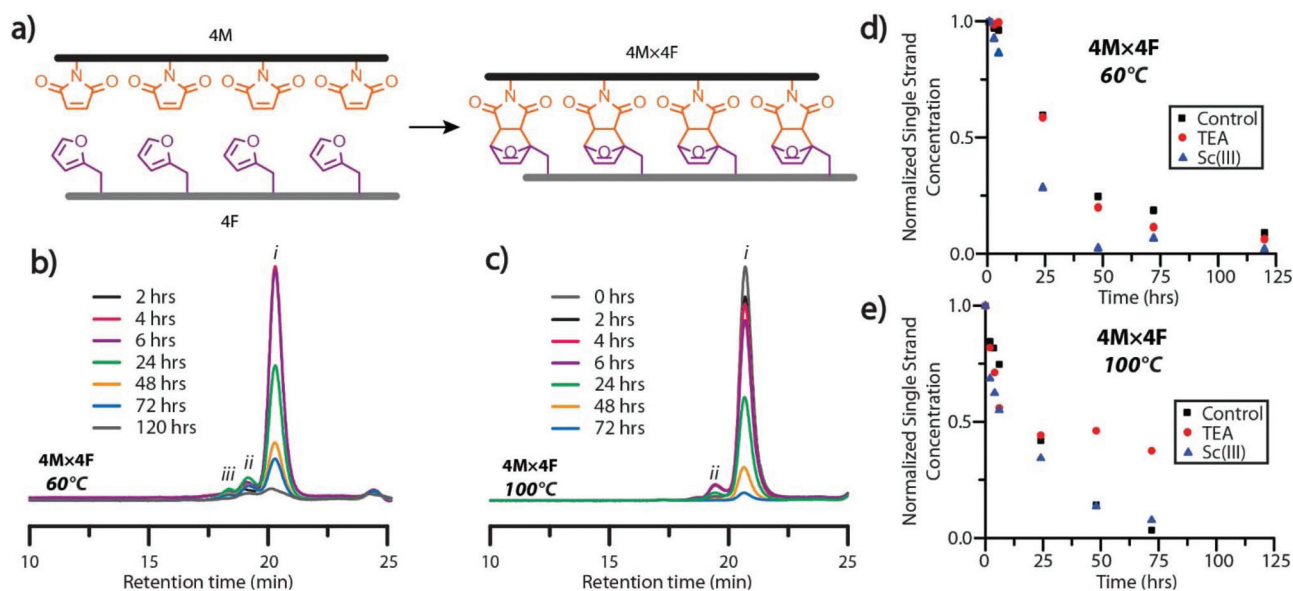 a)
4M
O N O O N O O N O O N O
O O O O
4F
4M×4F
O N O O N O O N O O N O
O O O O
b)
i
ii
iii
2 hrs
4 hrs
6 hrs
24 hrs
48 hrs
72 hrs
120 hrs
4M×4F
60°C
10 15 20 25
Retention time (min)
c)
i
ii
0 hrs
2 hrs
4 hrs
6 hrs
24 hrs
48 hrs
72 hrs
4M×4F
100°C
10 15 20 25
Retention time (min)
d)
4M×4F
60°C
Control
TEA
Sc(III)
Normalized Single Strand
Concentration
1.0
0.5
0.0
0 25 50 75 100 125
Time (hrs)
e)
4M×4F
100°C
Control
TEA
Sc(III)
Normalized Single Strand
Concentration
1.0
0.5
0.0
0 25 50 75 100 125
Time (hrs)